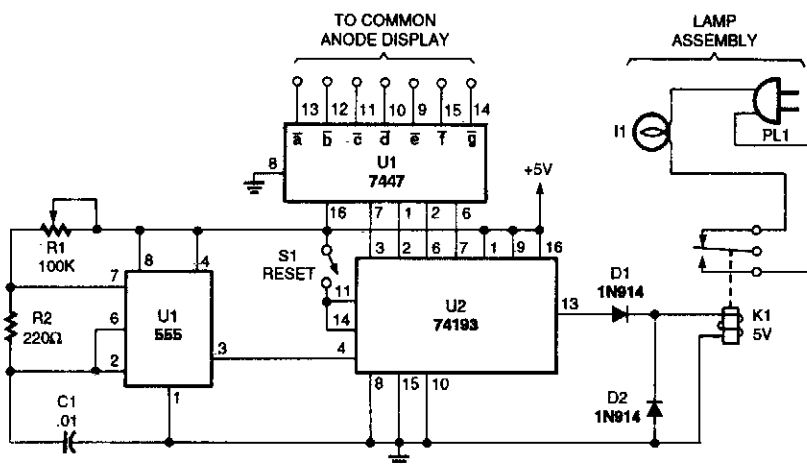 TO COMMON
ANODE DISPLAY
LAMP
ASSEMBLY
13 12 11 10 9 15 14
a̅ b̅ c̅ d̅ e̅ f̅ g̅
U1
7447
8
16 7 1 2 6
+5V
I1
PL1
R1
100K
8 4
S1
RESET
3 2 6 7 1 9 16
7
6
2
U1
555
3
1
R2
220Ω
C1
.01
11
14
4
U2
74193
13
8 15 10
D1
1N914
D2
1N914
K1
5V